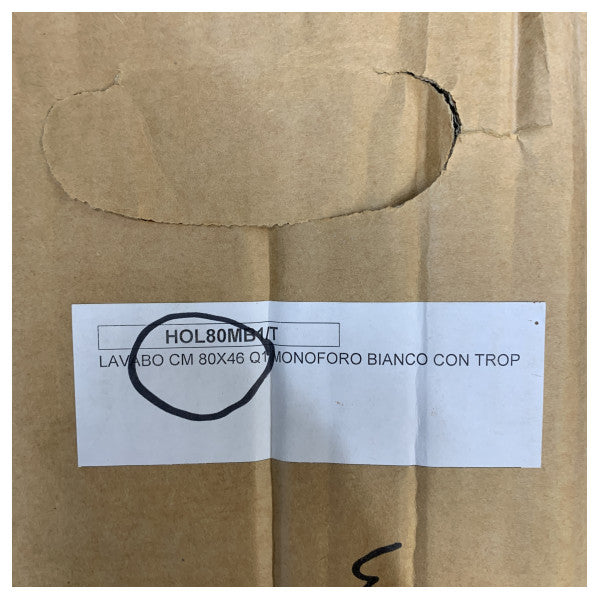 HOL80MB1/T
LAVABO CM 80X46 Q1 MONOFORO BIANCO CON TROP